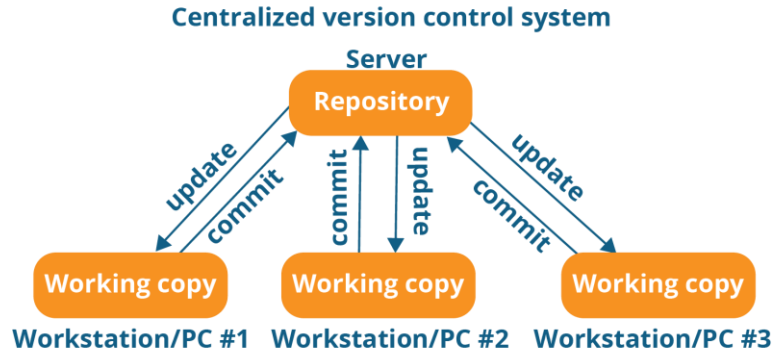 Centralized version control system
Server
Repository
update
commit
commit
update
commit
update
Working copy
Working copy
Working copy
Workstation/PC #1
Workstation/PC #2
Workstation/PC #3